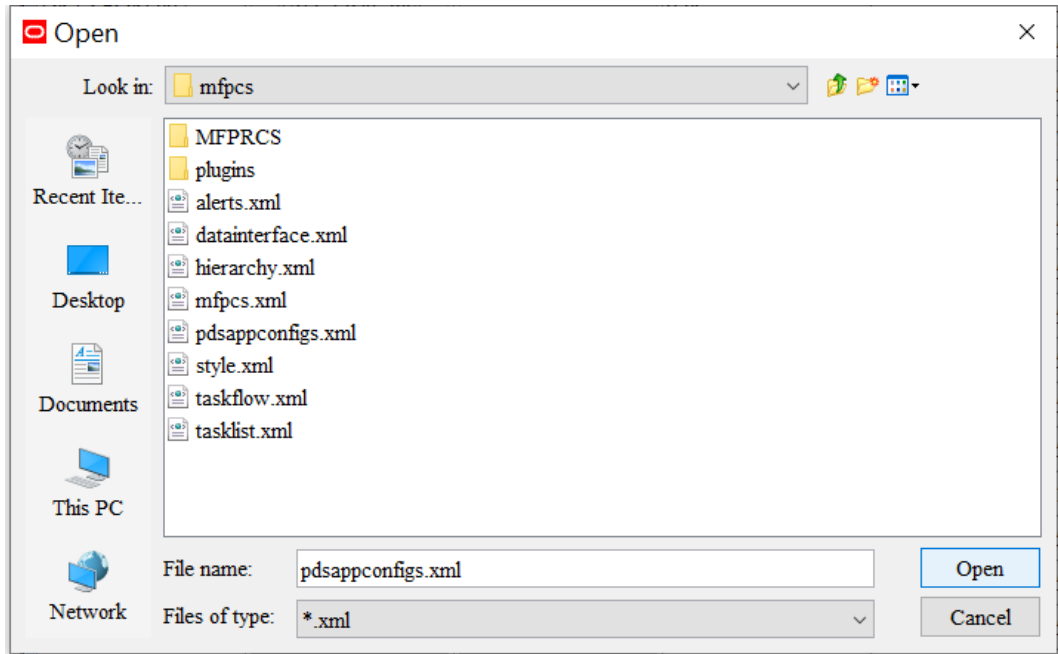 Open
Look in: mfpcs
MFPRCS
plugins
alerts.xml
datainterface.xml
hierarchy.xml
mfpcs.xml
pdsappconfigs.xml
style.xml
taskflow.xml
tasklist.xml
Recent Ite...
Desktop
Documents
This PC
Network
File name: pdsappconfigs.xml Open
Files of type: *.xml Cancel